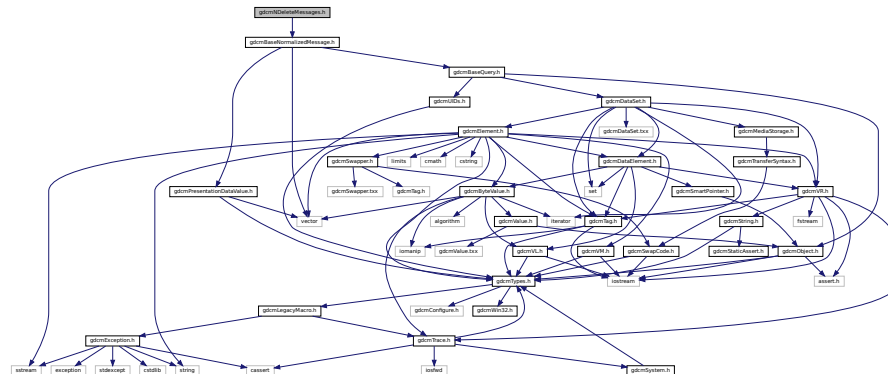 gdcmNDeleteMessages.h
gdcmBaseNormalizedMessage.h
gdcmBaseQuery.h
gdcmUIDs.h
gdcmDataSet.h
gdcmElement.h
gdcmDataSet.txx
gdcmMediaStorage.h
gdcmSwapper.h
limits
cmath
cstring
gdcmDataElement.h
gdcmTransferSyntax.h
gdcmPresentationDataValue.h
gdcmSwapper.txx
gdcmTag.h
gdcmByteValue.h
set
gdcmSmartPointer.h
gdcmVR.h
vector
algorithm
gdcmValue.h
iterator
gdcmTag.h
gdcmString.h
fstream
iomanip
gdcmValue.txx
gdcmVL.h
gdcmVM.h
gdcmSwapCode.h
gdcmStaticAssert.h
gdcmObject.h
gdcmTypes.h
iostream
assert.h
gdcmLegacyMacro.h
gdcmConfigure.h
gdcmWin32.h
gdcmException.h
gdcmTrace.h
sstream
exception
stdexcept
cstdlib
string
cassert
iosfwd
gdcmSystem.h